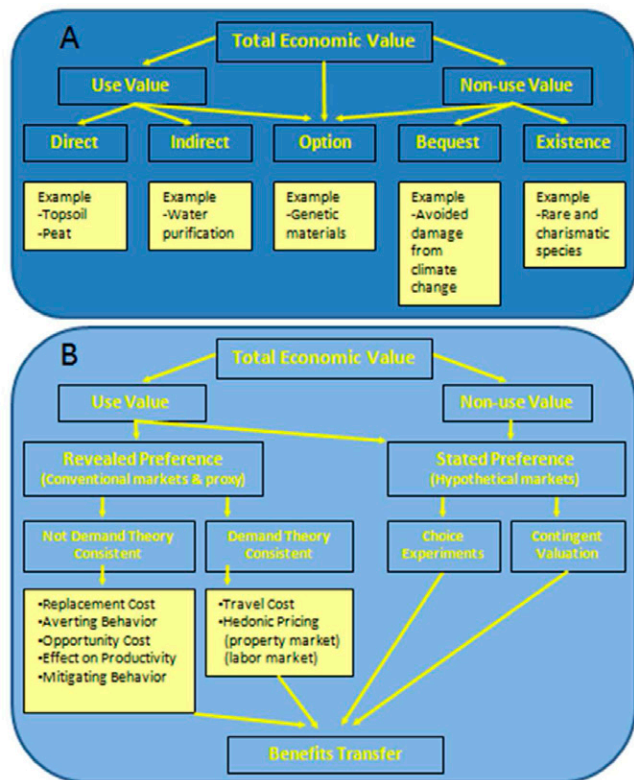 A
Total Economic Value
Use Value
Non-use Value
Direct
Indirect
Option
Bequest
Existence
Example
-Topsoil
-Peat
Example
-Water
purification
Example
-Genetic
materials
Example
-Avoided
damage
from
climate
change
Example
-Rare and
charismatic
species
B
Total Economic Value
Use Value
Non-use Value
Revealed Preference
(Conventional markets & proxy)
Stated Preference
(Hypothetical markets)
Not Demand Theory
Consistent
Demand Theory
Consistent
Choice
Experiments
Contingent
Valuation
•Replacement Cost
•Averting Behavior
•Opportunity Cost
•Effect on Productivity
•Mitigating Behavior
•Travel Cost
•Hedonic Pricing
(property market)
(labor market)
Benefits Transfer